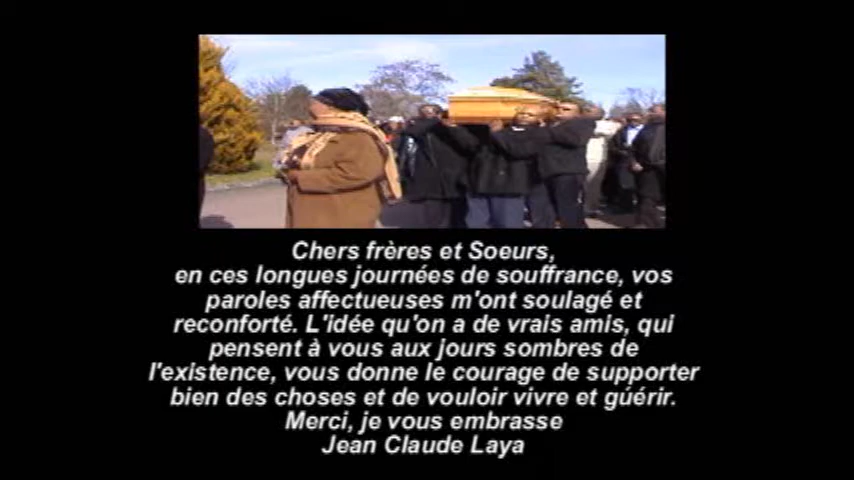 Chers frères et Soeurs,
en ces longues journées de souffrance, vos
paroles affectueuses m'ont soulagé et
reconforté. L'idée qu'on a de vrais amis, qui
pensent à vous aux jours sombres de
l'existence, vous donne le courage de supporter
bien des choses et de vouloir vivre et guérir.
Merci, je vous embrasse
Jean Claude Laya